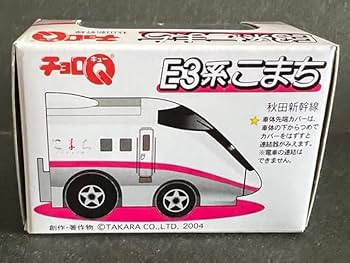 チョロQ
キュー
E3系こまち
秋田新幹線
★車体先端カバーは、
車体の下からつめで
カバーをはずすと
連結器がみえます。
※電車の連結は
できません。
こまち
創作・著作物 ©TAKARA CO.,LTD. 2004